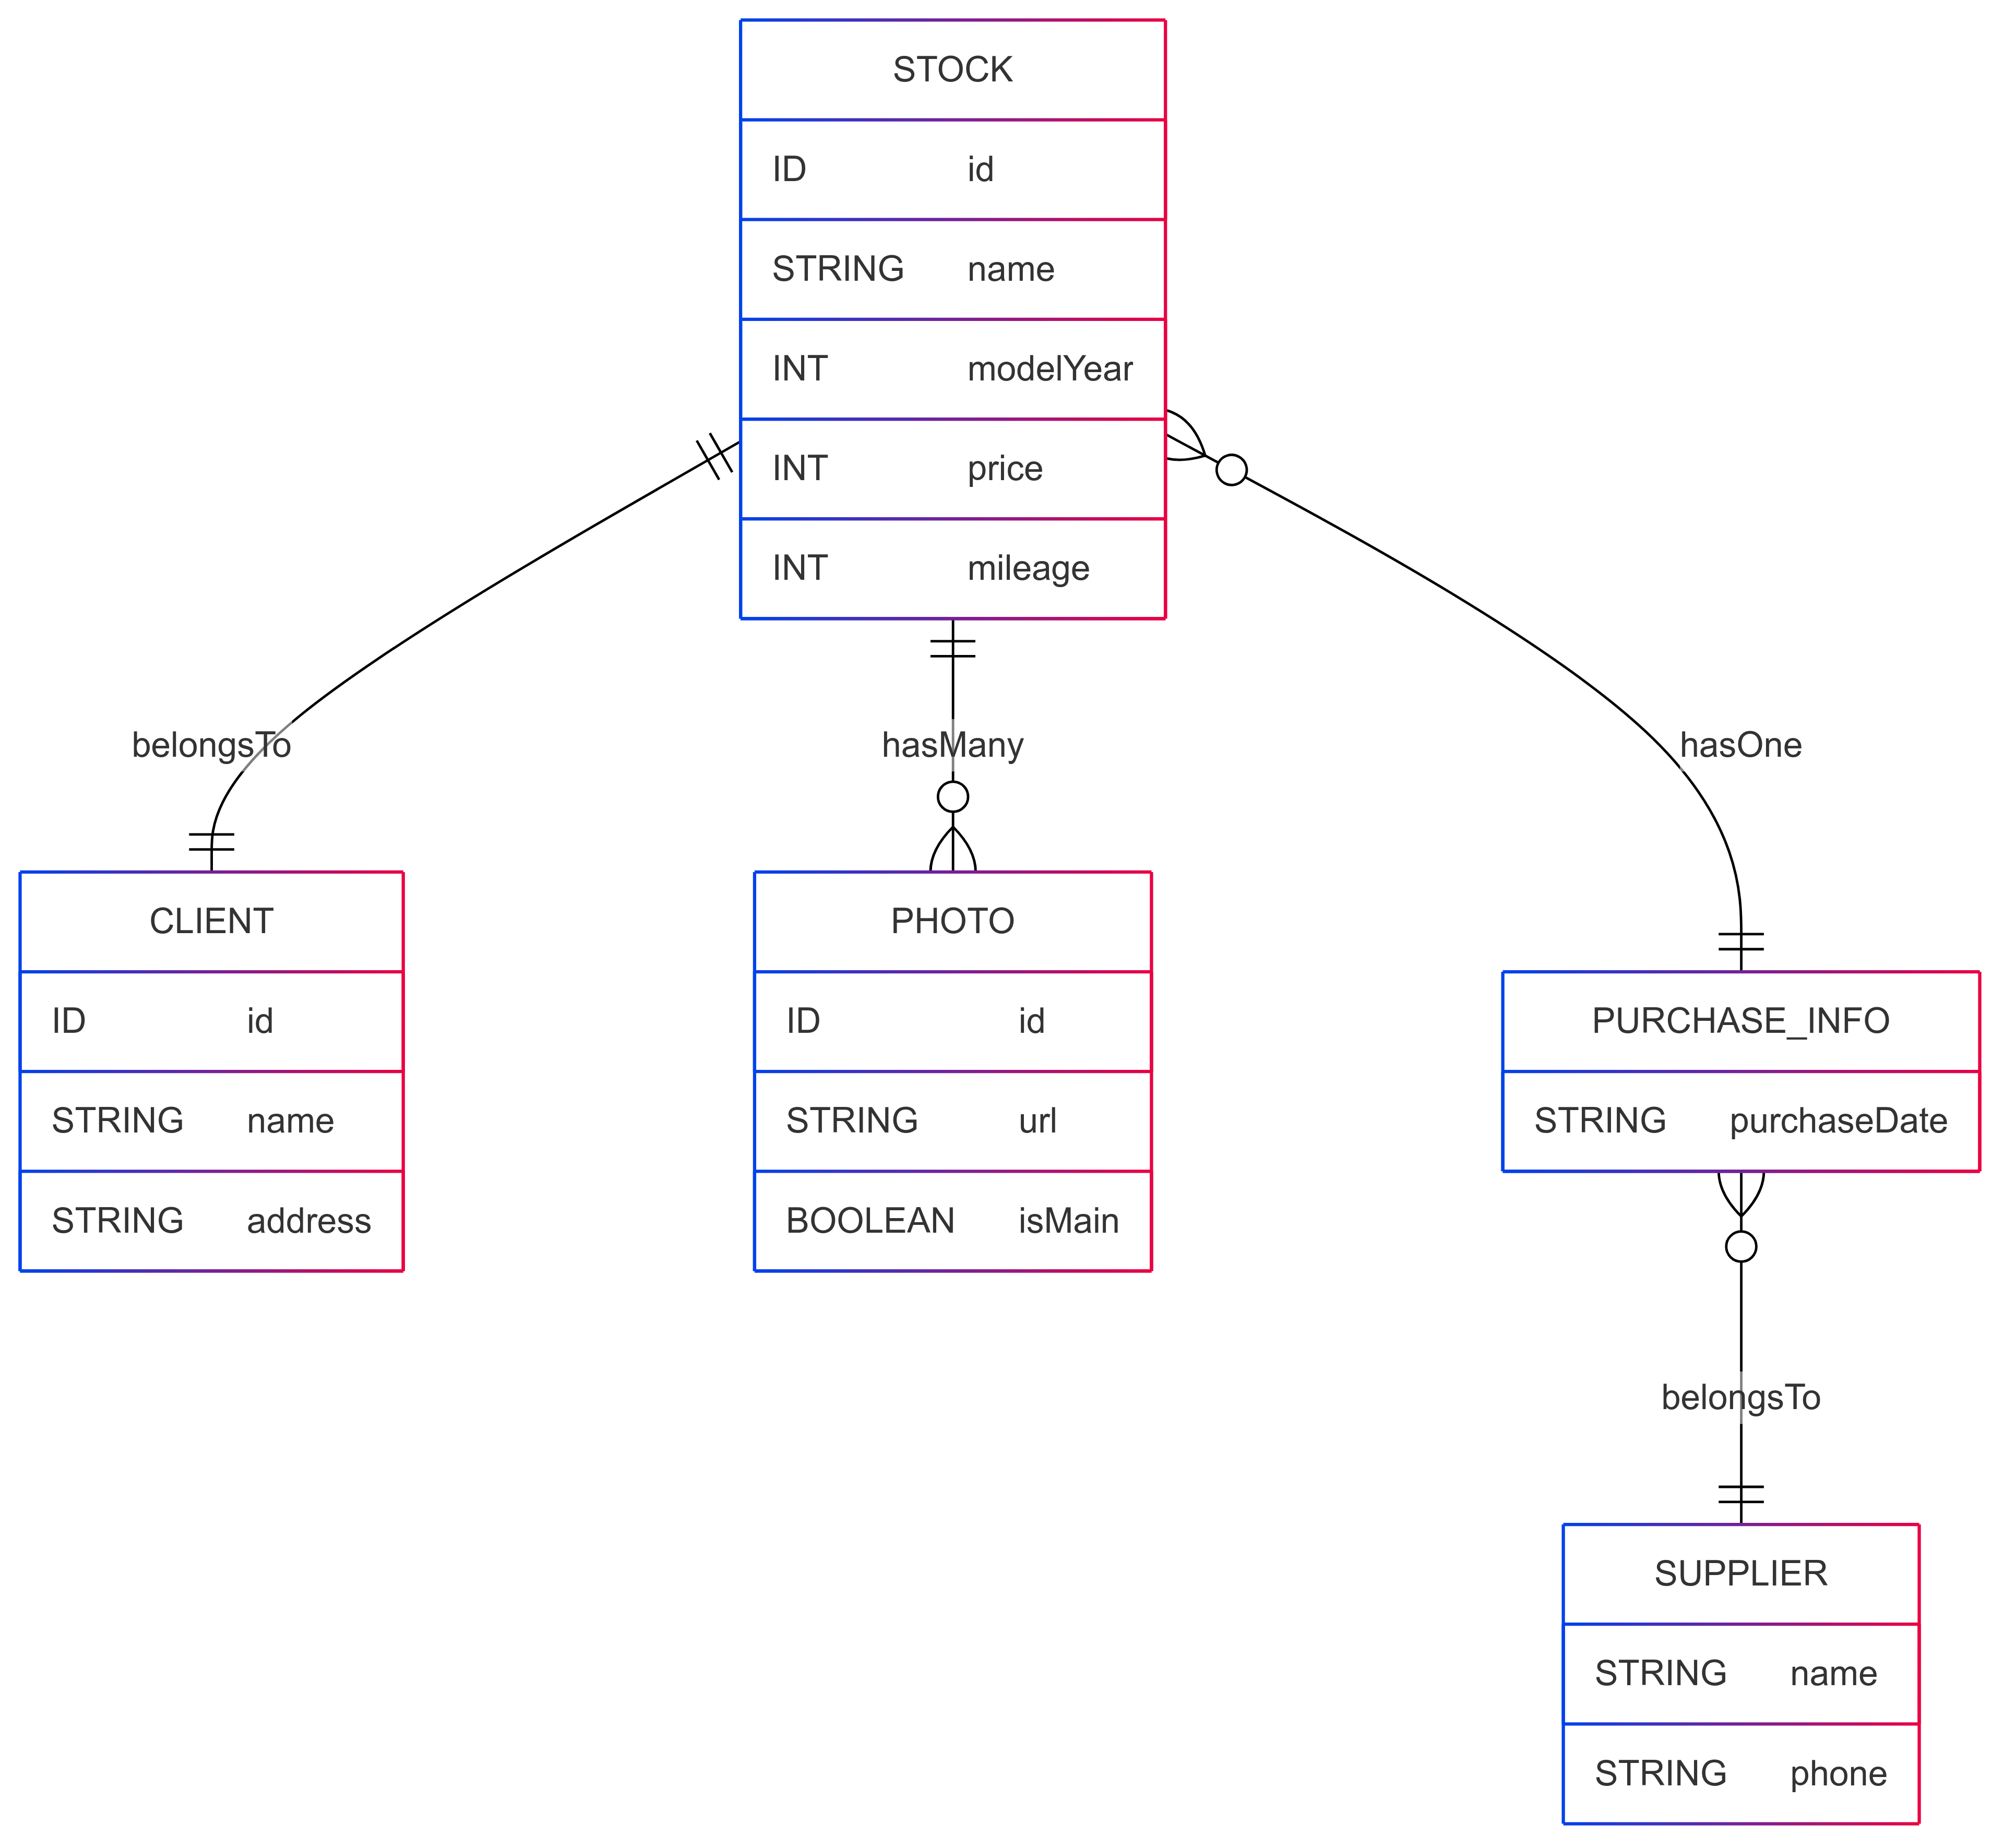 STOCK
ID id
STRING name
INT modelYear
INT price
INT mileage
belongsTo
hasMany
hasOne
CLIENT
ID id
STRING name
STRING address
PHOTO
ID id
STRING url
BOOLEAN isMain
PURCHASE_INFO
STRING purchaseDate
belongsTo
SUPPLIER
STRING name
STRING phone